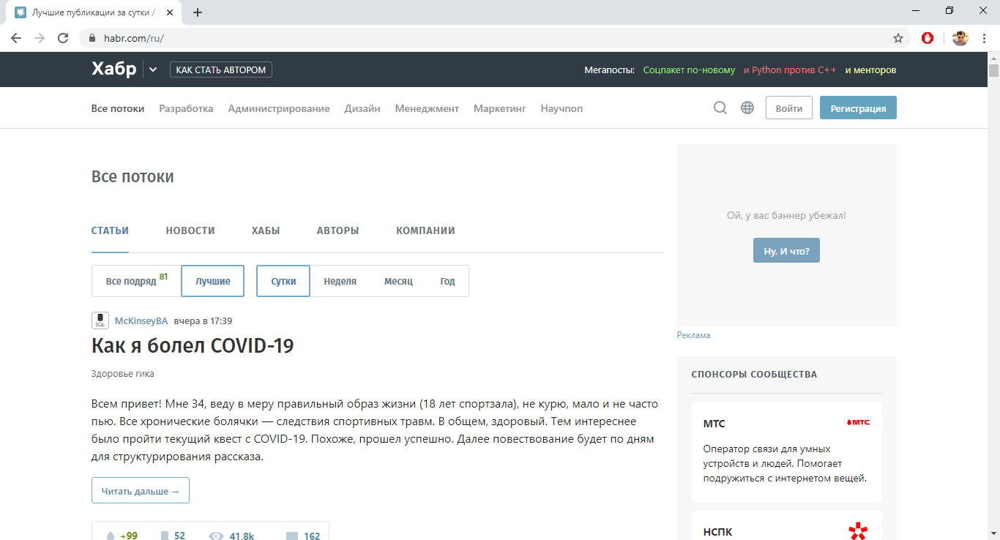 Лучшие публикации за сутки /
habr.com/ru/
Хабр
КАК СТАТЬ АВТОРОМ
Мегапосты: Соцпакет по-новому и Python против C++ и менторов
Все потоки Разработка Администрирование Дизайн Менеджмент Маркетинг Научпоп
Войти Регистрация
Все потоки
СТАТЬИ НОВОСТИ ХАБЫ АВТОРЫ КОМПАНИИ
Все подряд 81 Лучшие Сутки Неделя Месяц Год
SQL McKinseyBA вчера в 17:39
Как я болел COVID-19
Здоровье гика
Всем привет! Мне 34, веду в меру правильный образ жизни (18 лет спортзала), не курю, мало и не часто
пью. Все хронические болячки — следствия спортивных травм. В общем, здоровый. Тем интереснее
было пройти текущий квест с COVID-19. Похоже, прошел успешно. Далее повествование будет по дням
для структурирования рассказа.
Читать дальше →
+99 52 41,8k 162
Ой, у вас баннер убежал!
Ну. И что?
Реклама
СПОНСОРЫ СООБЩЕСТВА
МТС мтс
Оператор связи для умных
устройств и людей. Помогает
подружиться с интернетом вещей.
НСПК